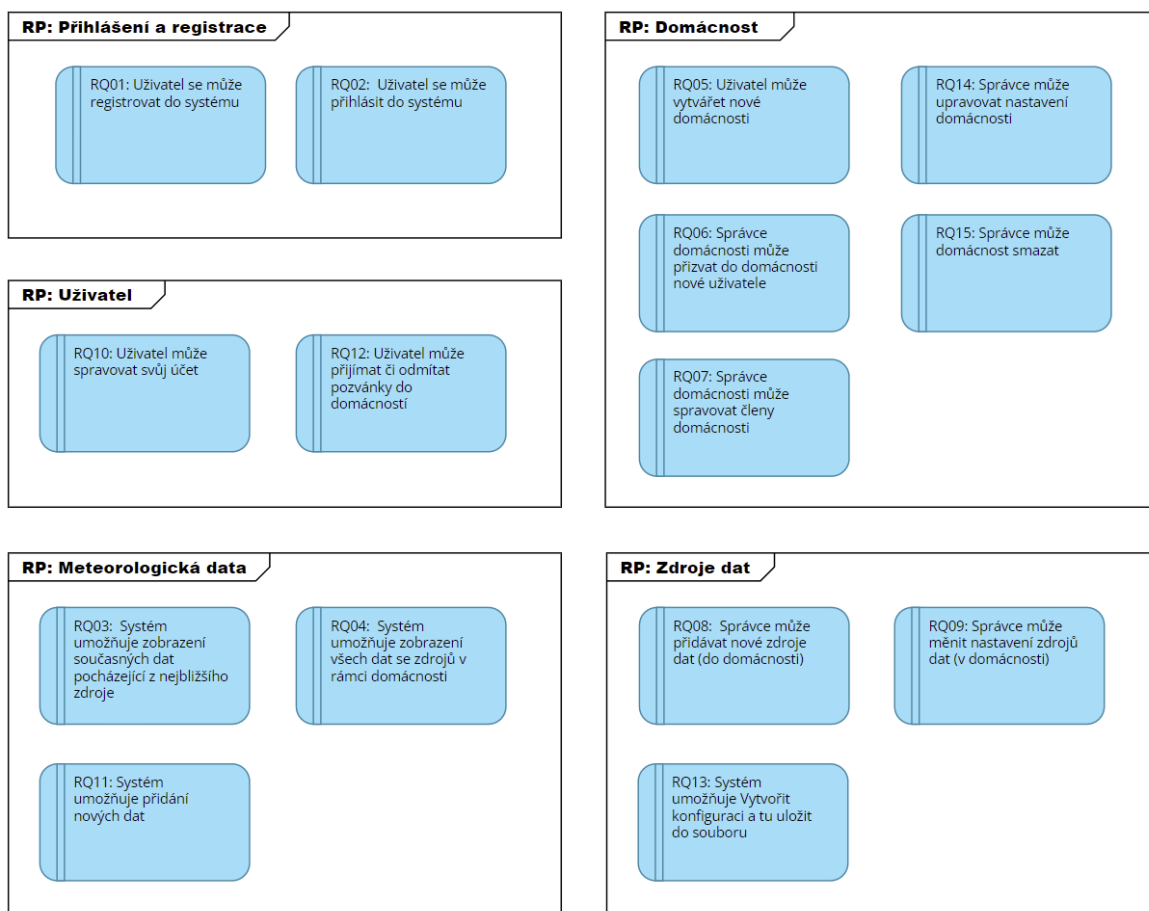 RP: Přihlášení a registrace
RQ01: Uživatel se může
registrovat do systému
RQ02:  Uživatel se může
přihlásit do systému
RP: Uživatel
RQ10: Uživatel může
spravovat svůj účet
RQ12: Uživatel může
přijímat či odmítat
pozvánky do
domácností
RP: Domácnost
RQ05: Uživatel může
vytvářet nové
domácnosti
RQ14: Správce může
upravovat nastavení
domácnosti
RQ06: Správce
domácnosti může
přizvat do domácnosti
nové uživatele
RQ15: Správce může
domácnost smazat
RQ07: Správce
domácnosti může
spravovat členy
domácnosti
RP: Meteorologická data
RQ03:  Systém
umožňuje zobrazení
současných dat
pocházející z nejbližšího
zdroje
RQ04:  Systém
umožňuje zobrazení
všech dat se zdrojů v
rámci domácnosti
RQ11: Systém
umožňuje přidání
nových dat
RP: Zdroje dat
RQ08:  Správce může
přidávat nové zdroje
dat (do domácnosti)
RQ09: Správce může
měnit nastavení zdrojů
dat (v domácnosti)
RQ13: Systém
umožňuje Vytvořit
konfiguraci a tu uložit
do souboru